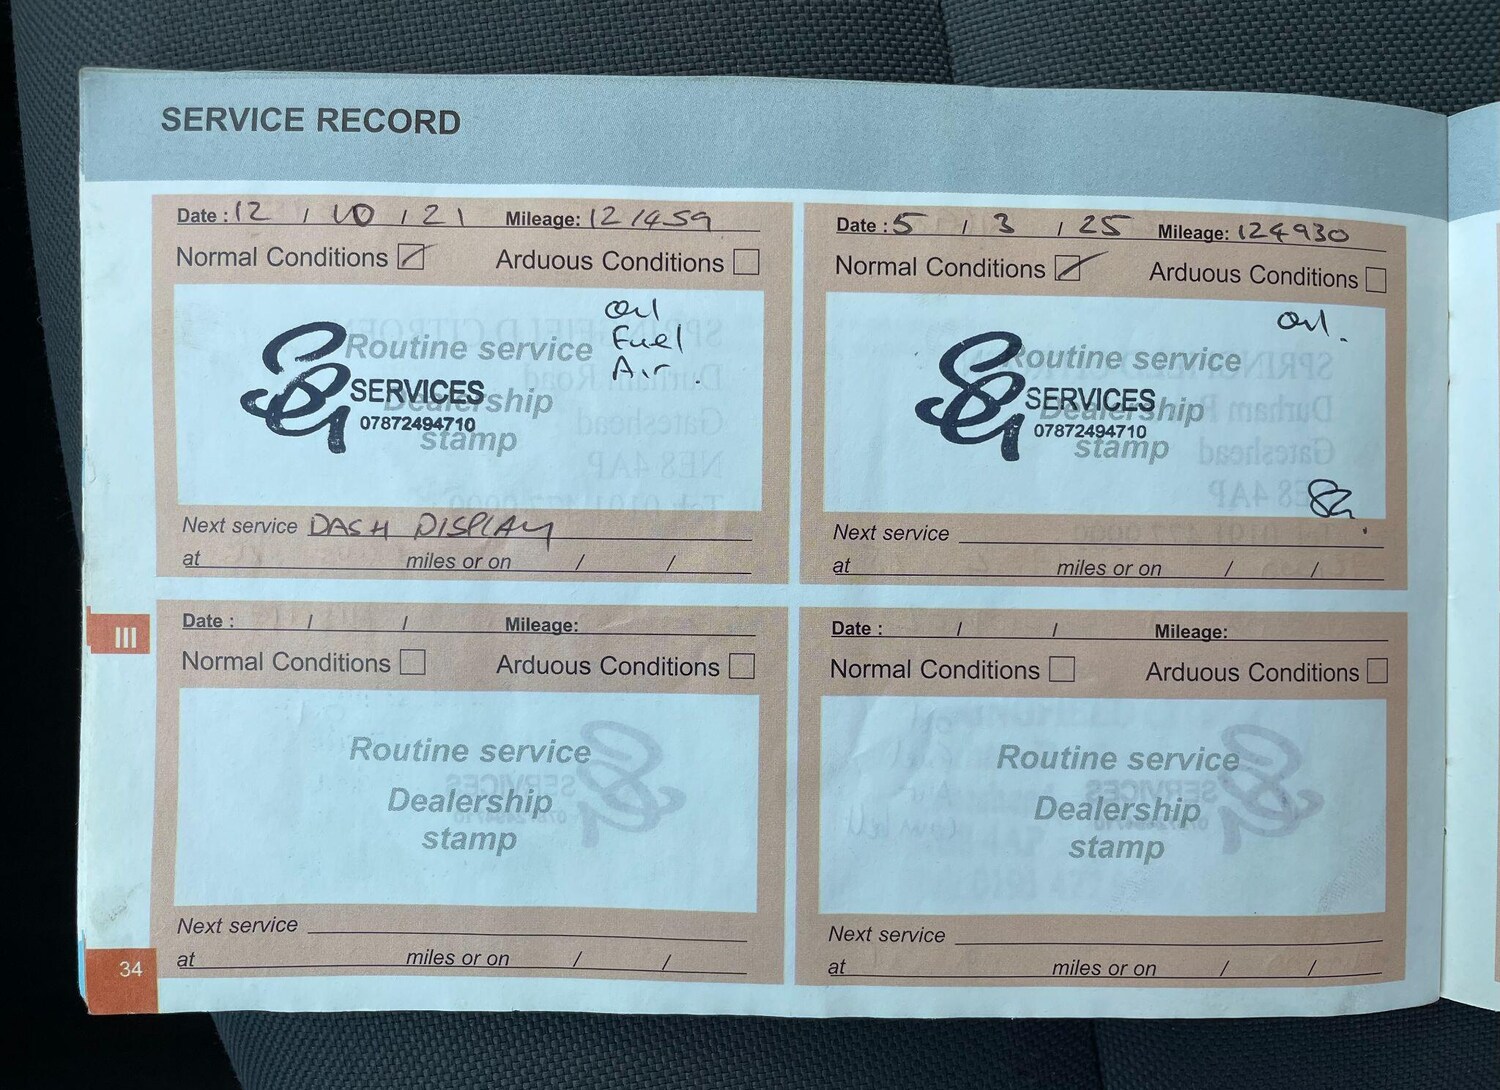 SERVICE RECORD
Date : 12 / 10 / 21 Mileage: 121459
Normal Conditions Arduous Conditions
Oil
Fuel
Air.
Routine service
Dealership
stamp
SG SERVICES
07872494710
Next service DASH DISPLAY
at miles or on / /
Date : 5 / 3 / 25 Mileage: 124930
Normal Conditions Arduous Conditions
Oil.
Routine service
Dealership
stamp
SG SERVICES
07872494710
Next service
at miles or on / /
III
Date : / / Mileage:
Normal Conditions Arduous Conditions
Routine service
Dealership
stamp
Next service
at miles or on / /
Date : / / Mileage:
Normal Conditions Arduous Conditions
Routine service
Dealership
stamp
Next service
at miles or on / /
34